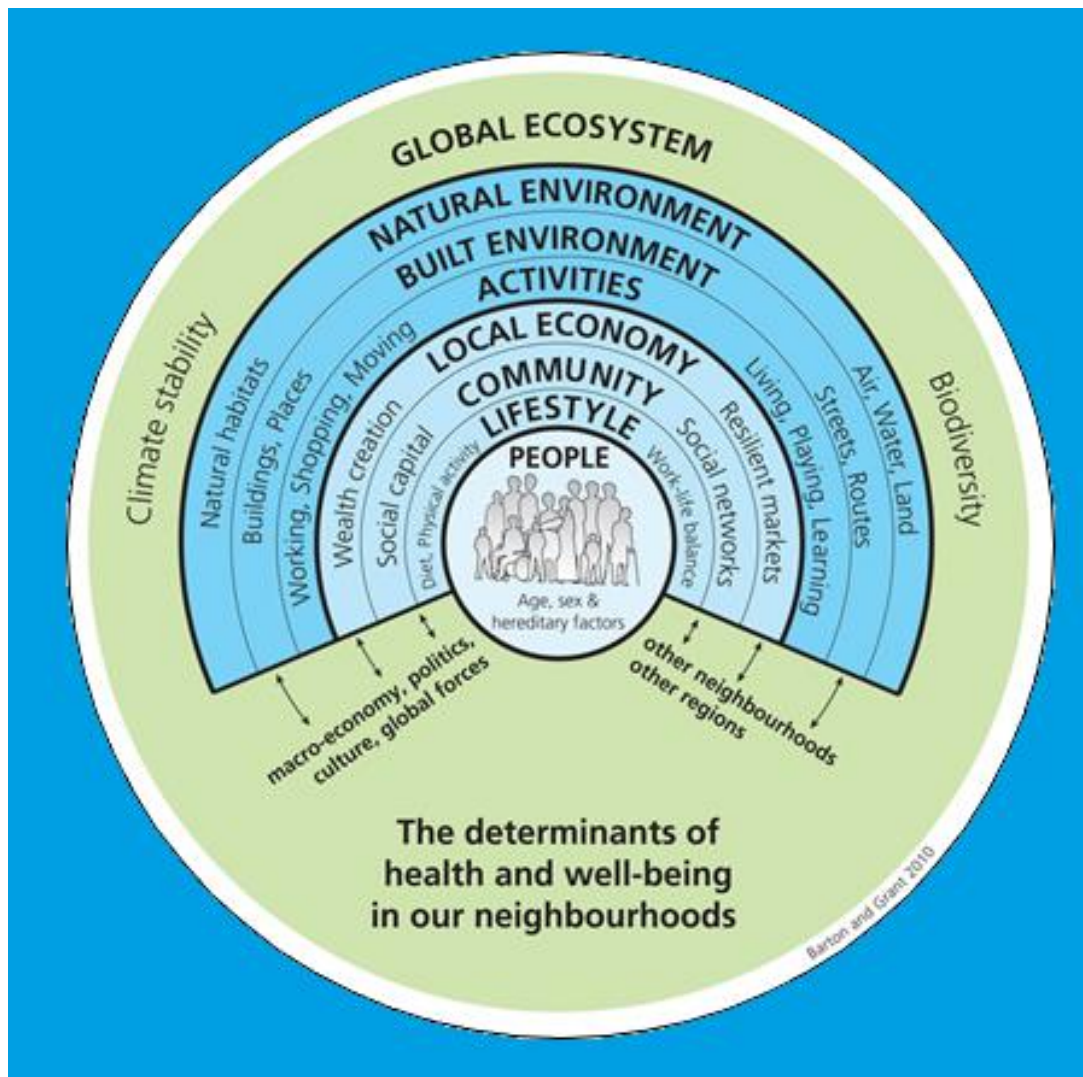 GLOBAL ECOSYSTEM
NATURAL ENVIRONMENT
BUILT ENVIRONMENT
ACTIVITIES
LOCAL ECONOMY
COMMUNITY
LIFESTYLE
PEOPLE
Age, sex &
hereditary factors
Climate stability
Natural habitats
Buildings, Places
Working, Shopping, Moving
Wealth creation
Social capital
Diet, Physical activity
Work-life balance
Social networks
Resilient markets
Living, Playing, Learning
Streets, Routes
Air, Water, Land
Biodiversity
macro-economy, politics,
culture, global forces
other neighbourhoods
other regions
The determinants of
health and well-being
in our neighbourhoods
Barton and Grant 2010